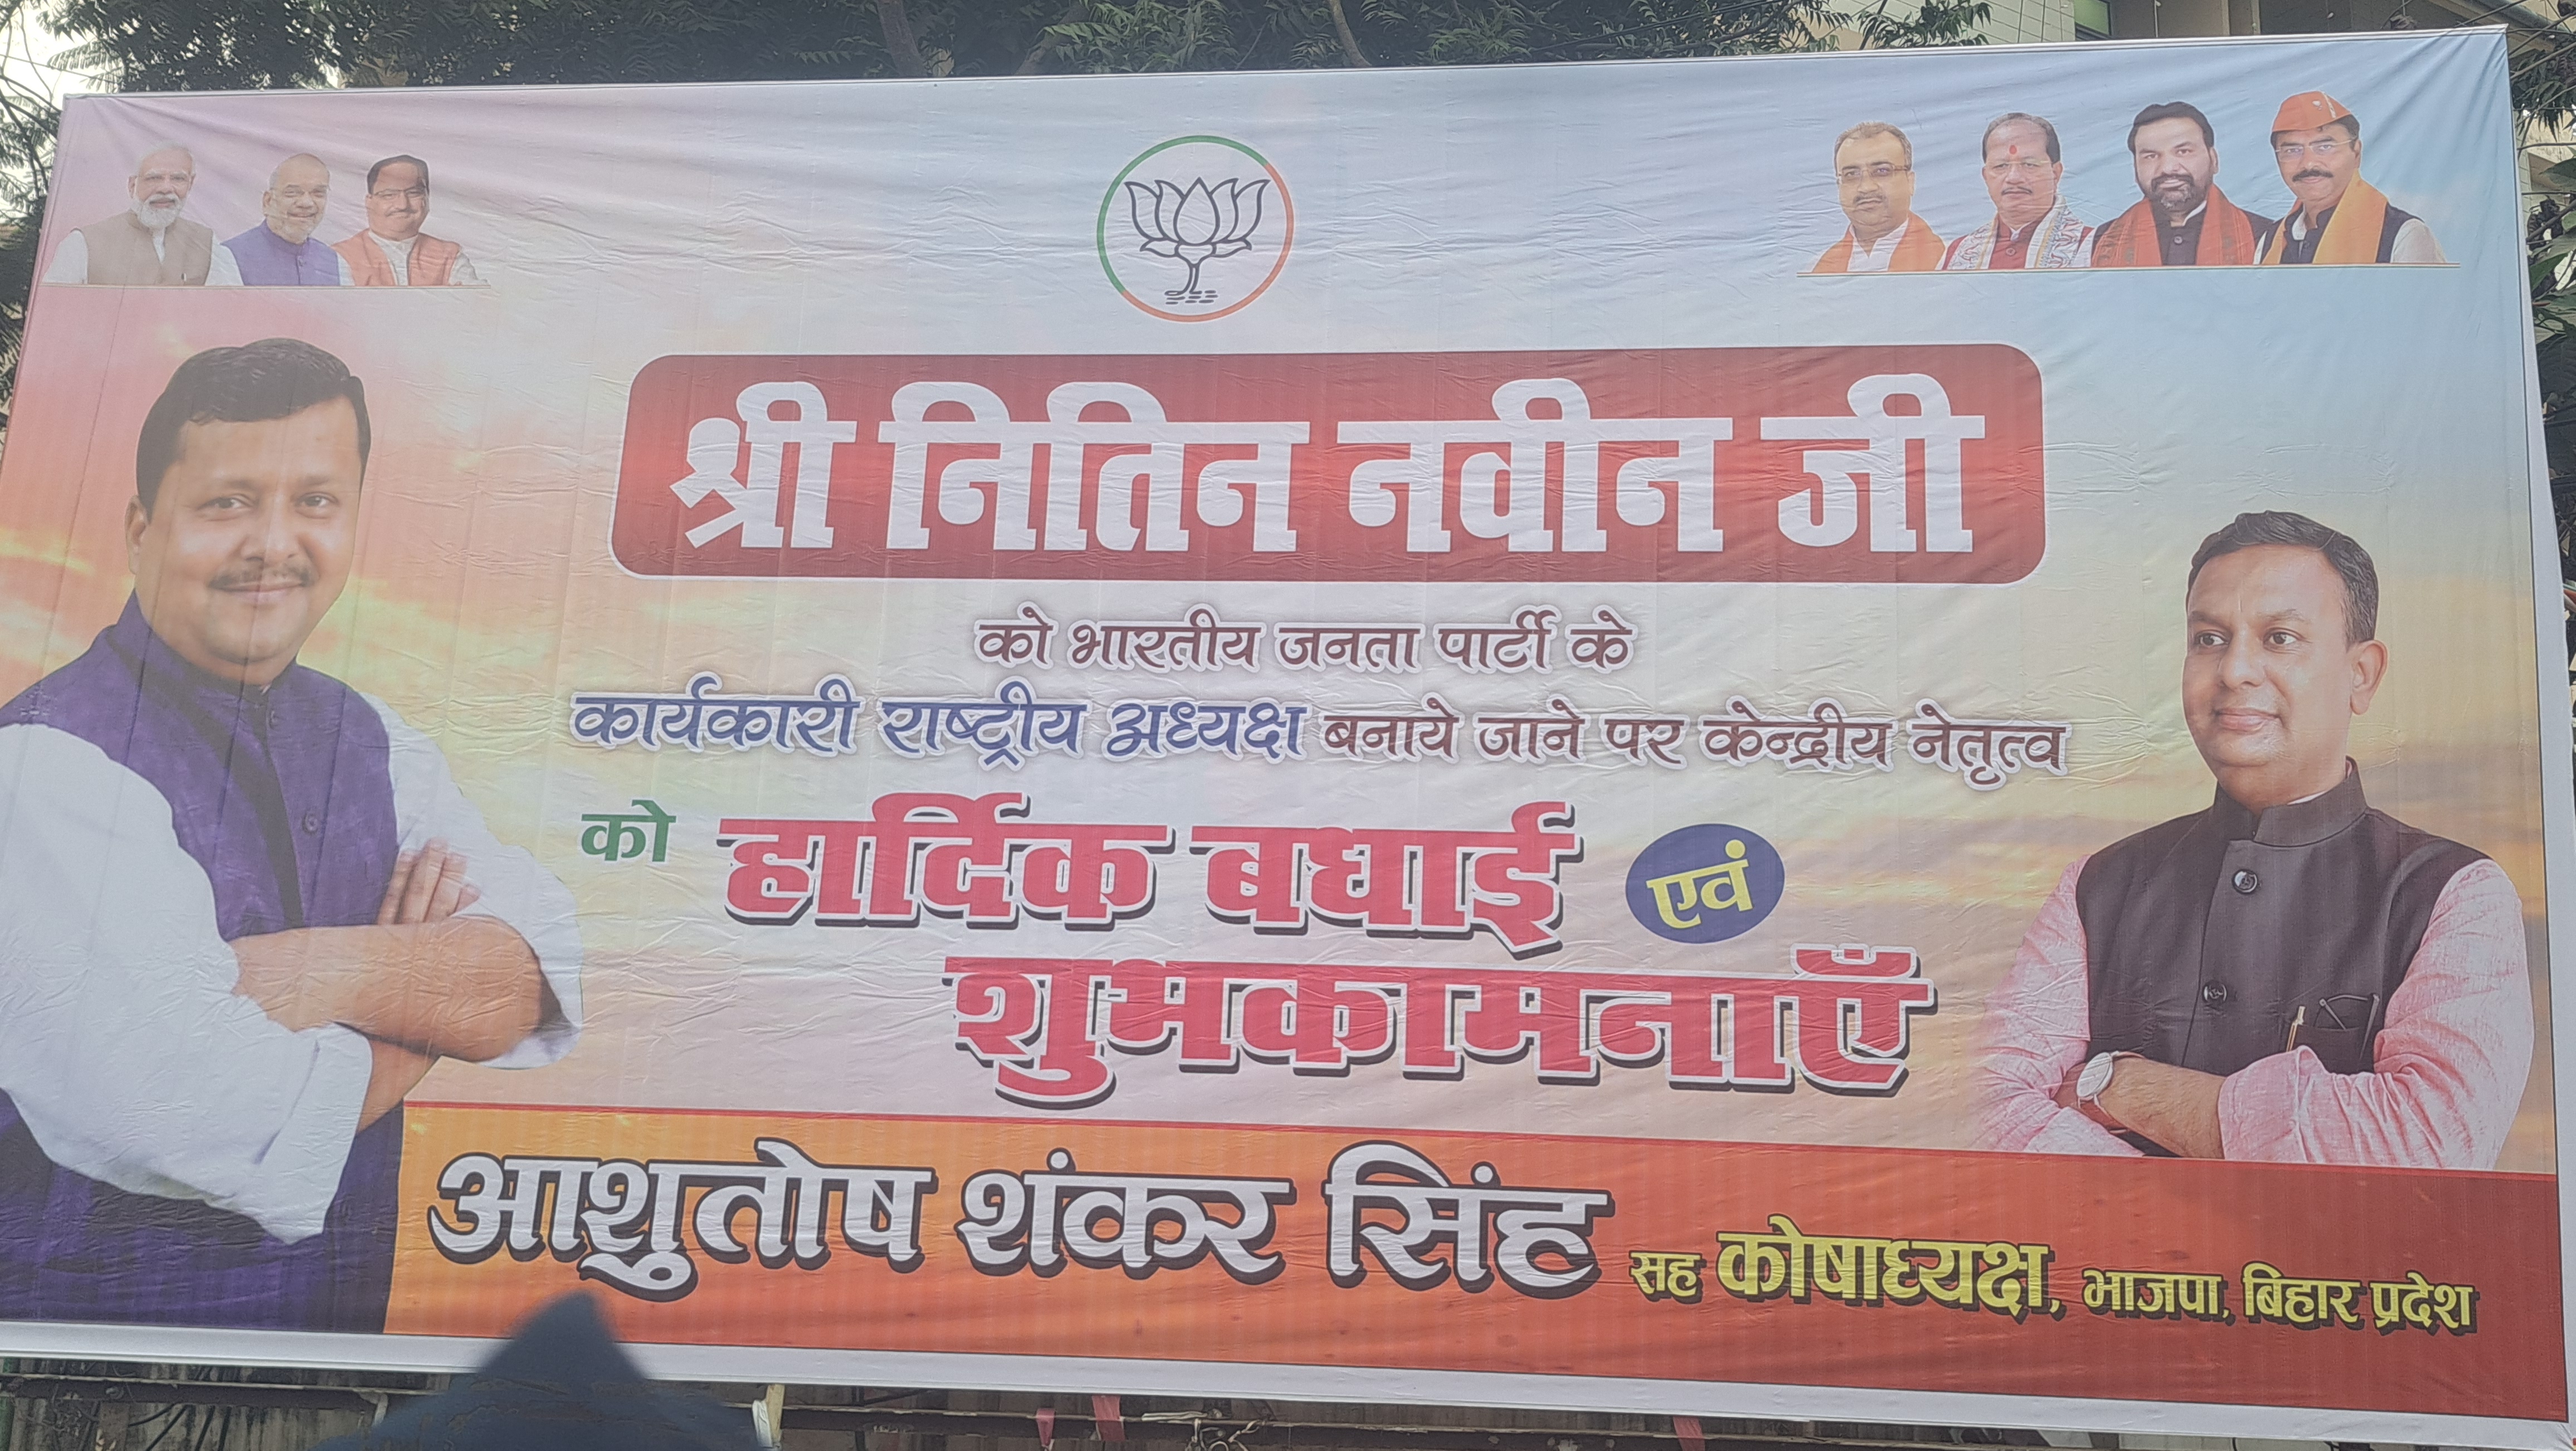 श्री नितिन नवीन जी
को भारतीय जनता पार्टी के
कार्यकारी राष्ट्रीय अध्यक्ष बनाये जाने पर केन्द्रीय नेतृत्व
को हार्दिक बधाई एवं
शुभकामनाएँ
आशुतोष शंकर सिंह सह कोषाध्यक्ष, भाजपा, बिहार प्रदेश